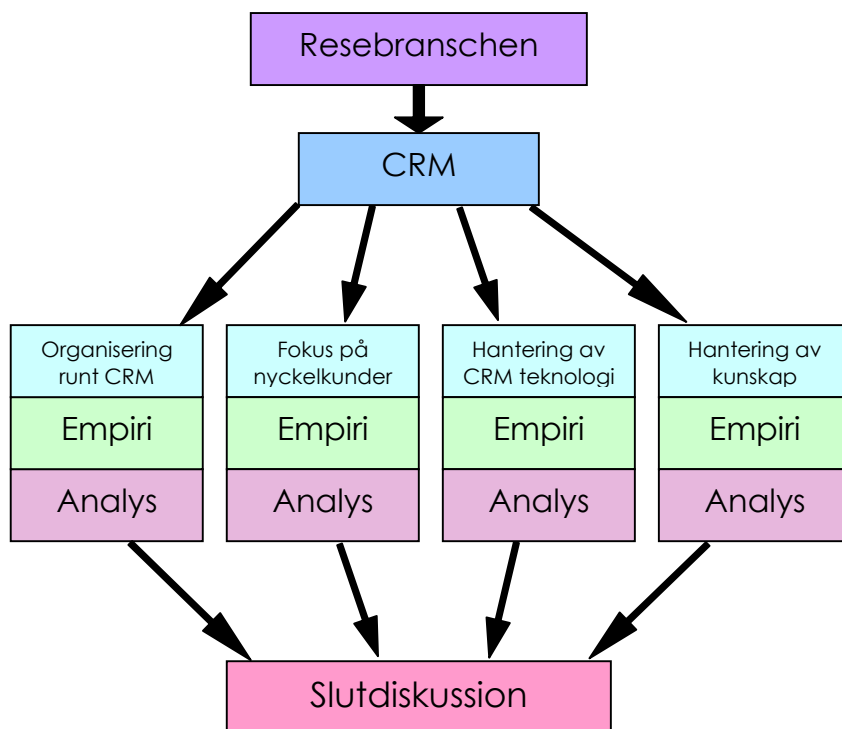 Resebranschen
CRM
Organisering
runt CRM
Empiri
Analys
Fokus på
nyckelkunder
Empiri
Analys
Hantering av
CRM teknologi
Empiri
Analys
Hantering av
kunskap
Empiri
Analys
Slutdiskussion